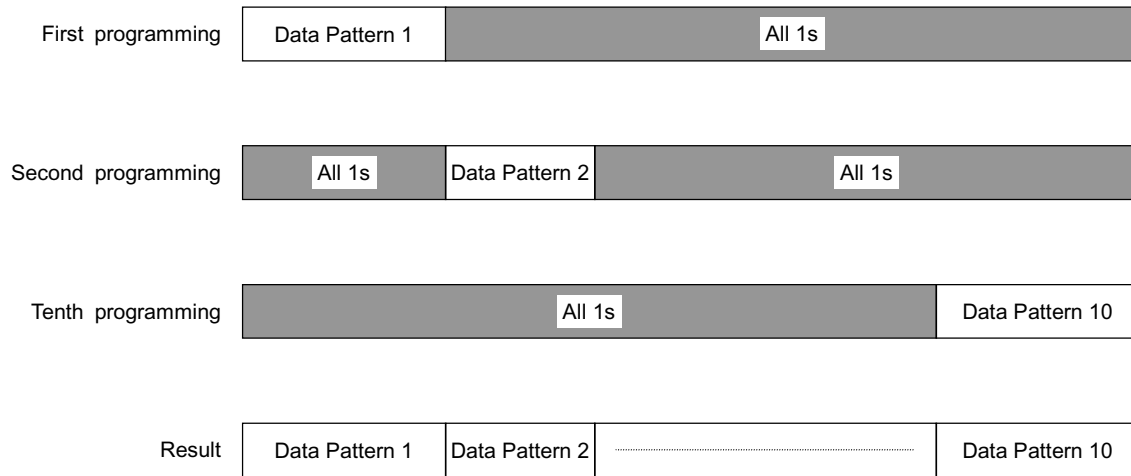 First programming Data Pattern 1 All 1s
Second programming All 1s Data Pattern 2 All 1s
Tenth programming All 1s Data Pattern 10
Result Data Pattern 1 Data Pattern 2 Data Pattern 10